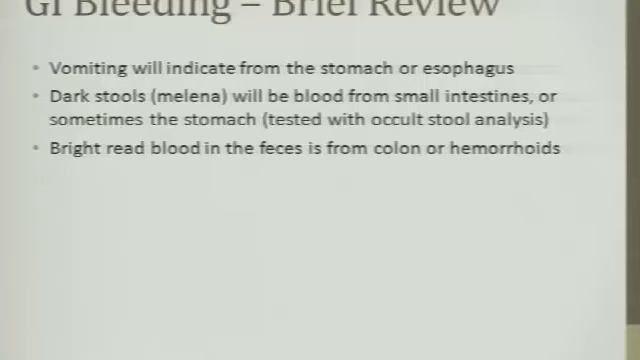 GI Bleeding – Brief Review
• Vomiting will indicate from the stomach or esophagus
• Dark stools (melena) will be blood from small intestines, or
sometimes the stomach (tested with occult stool analysis)
• Bright read blood in the feces is from colon or hemorrhoids